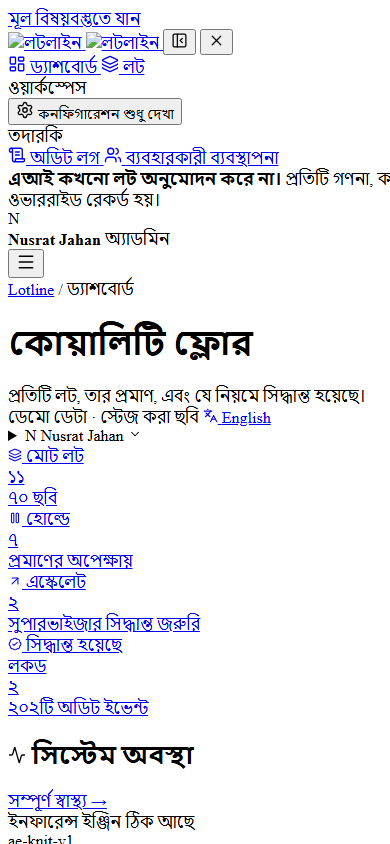 মূল বিষয়বস্তুতে যান
লটলাইন লটলাইন
ড্যাশবোর্ড লট
ওয়ার্কস্পেস
কনফিগারেশন শুধু দেখা
তদারকি
অডিট লগ ব্যবহারকারী ব্যবস্থাপনা
এআই কখনো লট অনুমোদন করে না। প্রতিটি গণনা,
ওভাররাইড রেকর্ড হয়।
N
Nusrat Jahan অ্যাডমিন
Lotline / ড্যাশবোর্ড
কোয়ালিটি ফ্লোর
প্রতিটি লট, তার প্রমাণ, এবং যে নিয়মে সিদ্ধান্ত হয়েছে।
ডেমো ডেটা · স্টেজ করা ছবি English
N Nusrat Jahan
মোট লট
১১
৭০ ছবি
হোল্ডে
৭
প্রমাণের অপেক্ষায়
এস্কেলেট
২
সুপারভাইজার সিদ্ধান্ত জরুরি
সিদ্ধান্ত হয়েছে
লকড
২
২০২টি অডিট ইভেন্ট
সিস্টেম অবস্থা
সম্পূর্ণ স্বাস্থ্য →
ইনফারেন্স ইঞ্জিন ঠিক আছে
ae-knit-v1